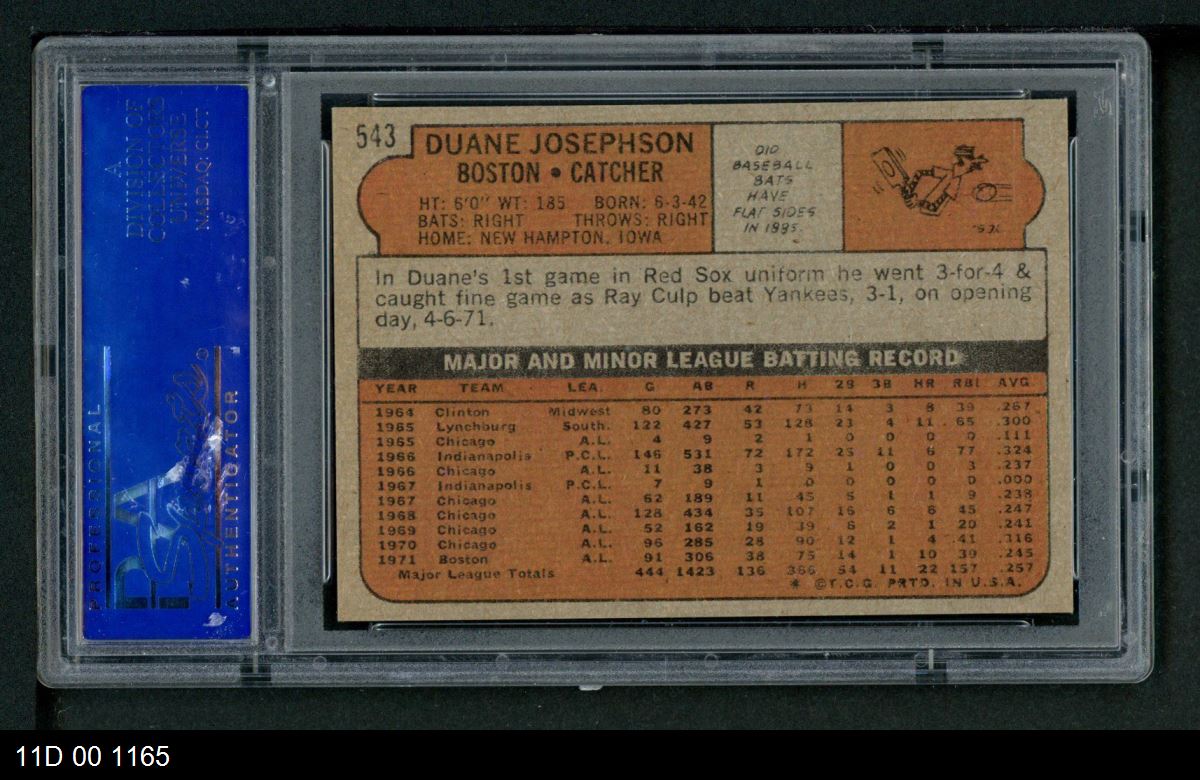 A
DIVISION OF
COLLECTORS
UNIVERSE
NASDAQ: CLCT
PROFESSIONAL
PSA
AUTHENTICATOR
543
DUANE JOSEPHSON
BOSTON • CATCHER
HT: 6'0" WT: 185 BORN: 6-3-42
BATS: RIGHT THROWS: RIGHT
HOME: NEW HAMPTON, IOWA
DID
BASEBALL
BATS
HAVE
FLAT SIDES
IN 1885.
In Duane's 1st game in Red Sox uniform he went 3-for-4 &
caught fine game as Ray Culp beat Yankees, 3-1, on opening
day, 4-6-71.
MAJOR AND MINOR LEAGUE BATTING RECORD
YEAR TEAM LEA. G AB R H 2B 3B HR RBI AVG.
1964 Clinton Midwest 80 273 42 73 14 3 8 39 .267
1965 Lynchburg South. 122 427 53 128 23 4 11 65 .300
1965 Chicago A.L. 4 9 2 1 0 0 0 0 .111
1966 Indianapolis P.C.L. 146 531 72 172 25 11 6 77 .324
1966 Chicago A.L. 11 38 3 9 1 0 0 3 .237
1967 Indianapolis P.C.L. 7 9 1 0 0 0 0 0 .000
1967 Chicago A.L. 62 189 11 45 5 1 1 9 .238
1968 Chicago A.L. 128 434 35 107 16 6 6 45 .247
1969 Chicago A.L. 52 162 19 39 6 2 1 20 .241
1970 Chicago A.L. 96 285 28 90 12 1 4 41 .316
1971 Boston A.L. 91 306 38 75 14 1 10 39 .245
Major League Totals 444 1423 136 366 54 11 22 157 .257
* ©T.C.G. PRTD. IN U.S.A.
11D 00 1165